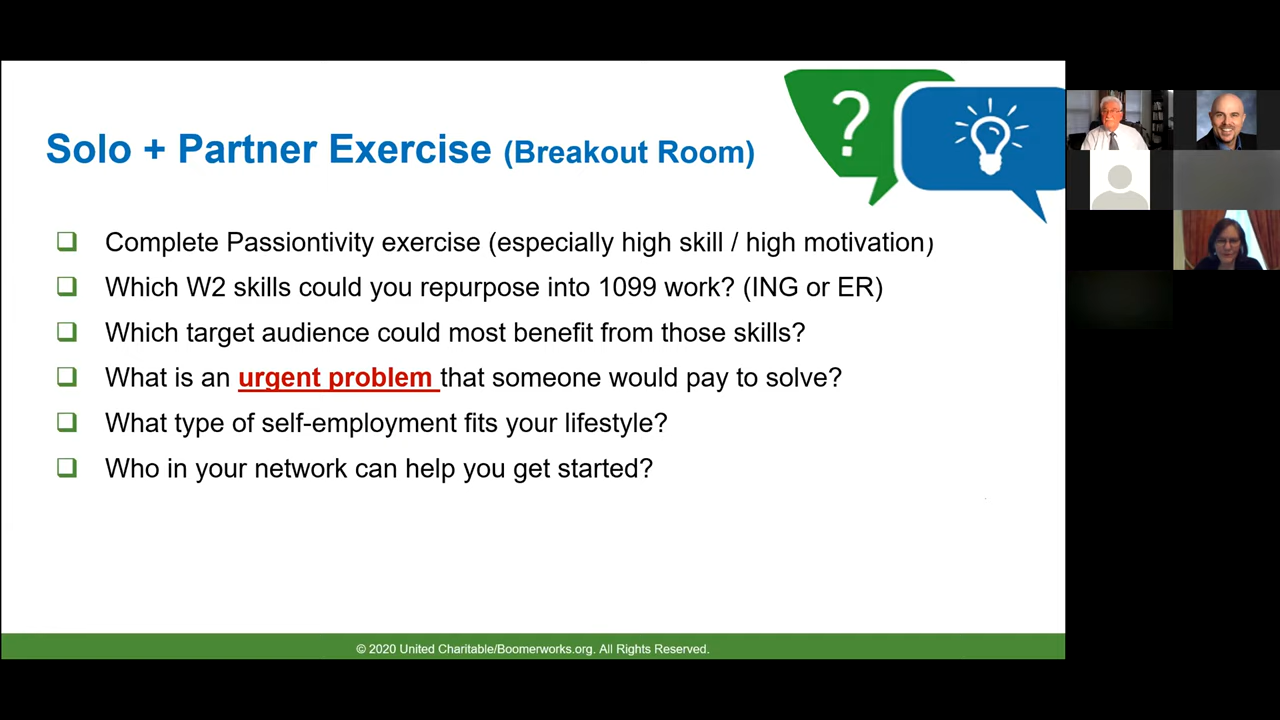 Solo + Partner Exercise (Breakout Room)
?
Complete Passiontivity exercise (especially high skill / high motivation)
Which W2 skills could you repurpose into 1099 work? (ING or ER)
Which target audience could most benefit from those skills?
What is an urgent problem that someone would pay to solve?
What type of self-employment fits your lifestyle?
Who in your network can help you get started?
© 2020 United Charitable/Boomerworks.org. All Rights Reserved.